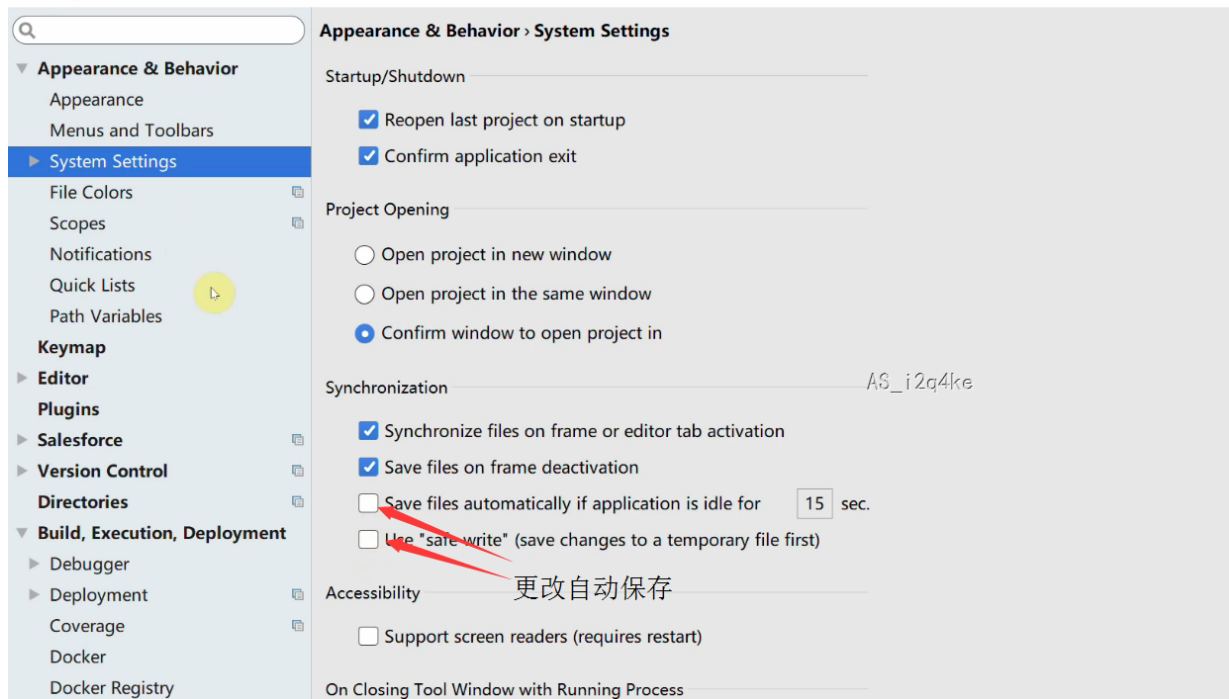 Appearance & Behavior
Appearance
Menus and Toolbars
System Settings
File Colors
Scopes
Notifications
Quick Lists
Path Variables
Keymap
Editor
Plugins
Salesforce
Version Control
Directories
Build, Execution, Deployment
Debugger
Deployment
Coverage
Docker
Docker Registry
Appearance & Behavior › System Settings
Startup/Shutdown
Reopen last project on startup
Confirm application exit
Project Opening
Open project in new window
Open project in the same window
Confirm window to open project in
Synchronization
AS_i2q4ke
Synchronize files on frame or editor tab activation
Save files on frame deactivation
Save files automatically if application is idle for 15 sec.
Use "safe write" (save changes to a temporary file first)
更改自动保存
Accessibility
Support screen readers (requires restart)
On Closing Tool Window with Running Process